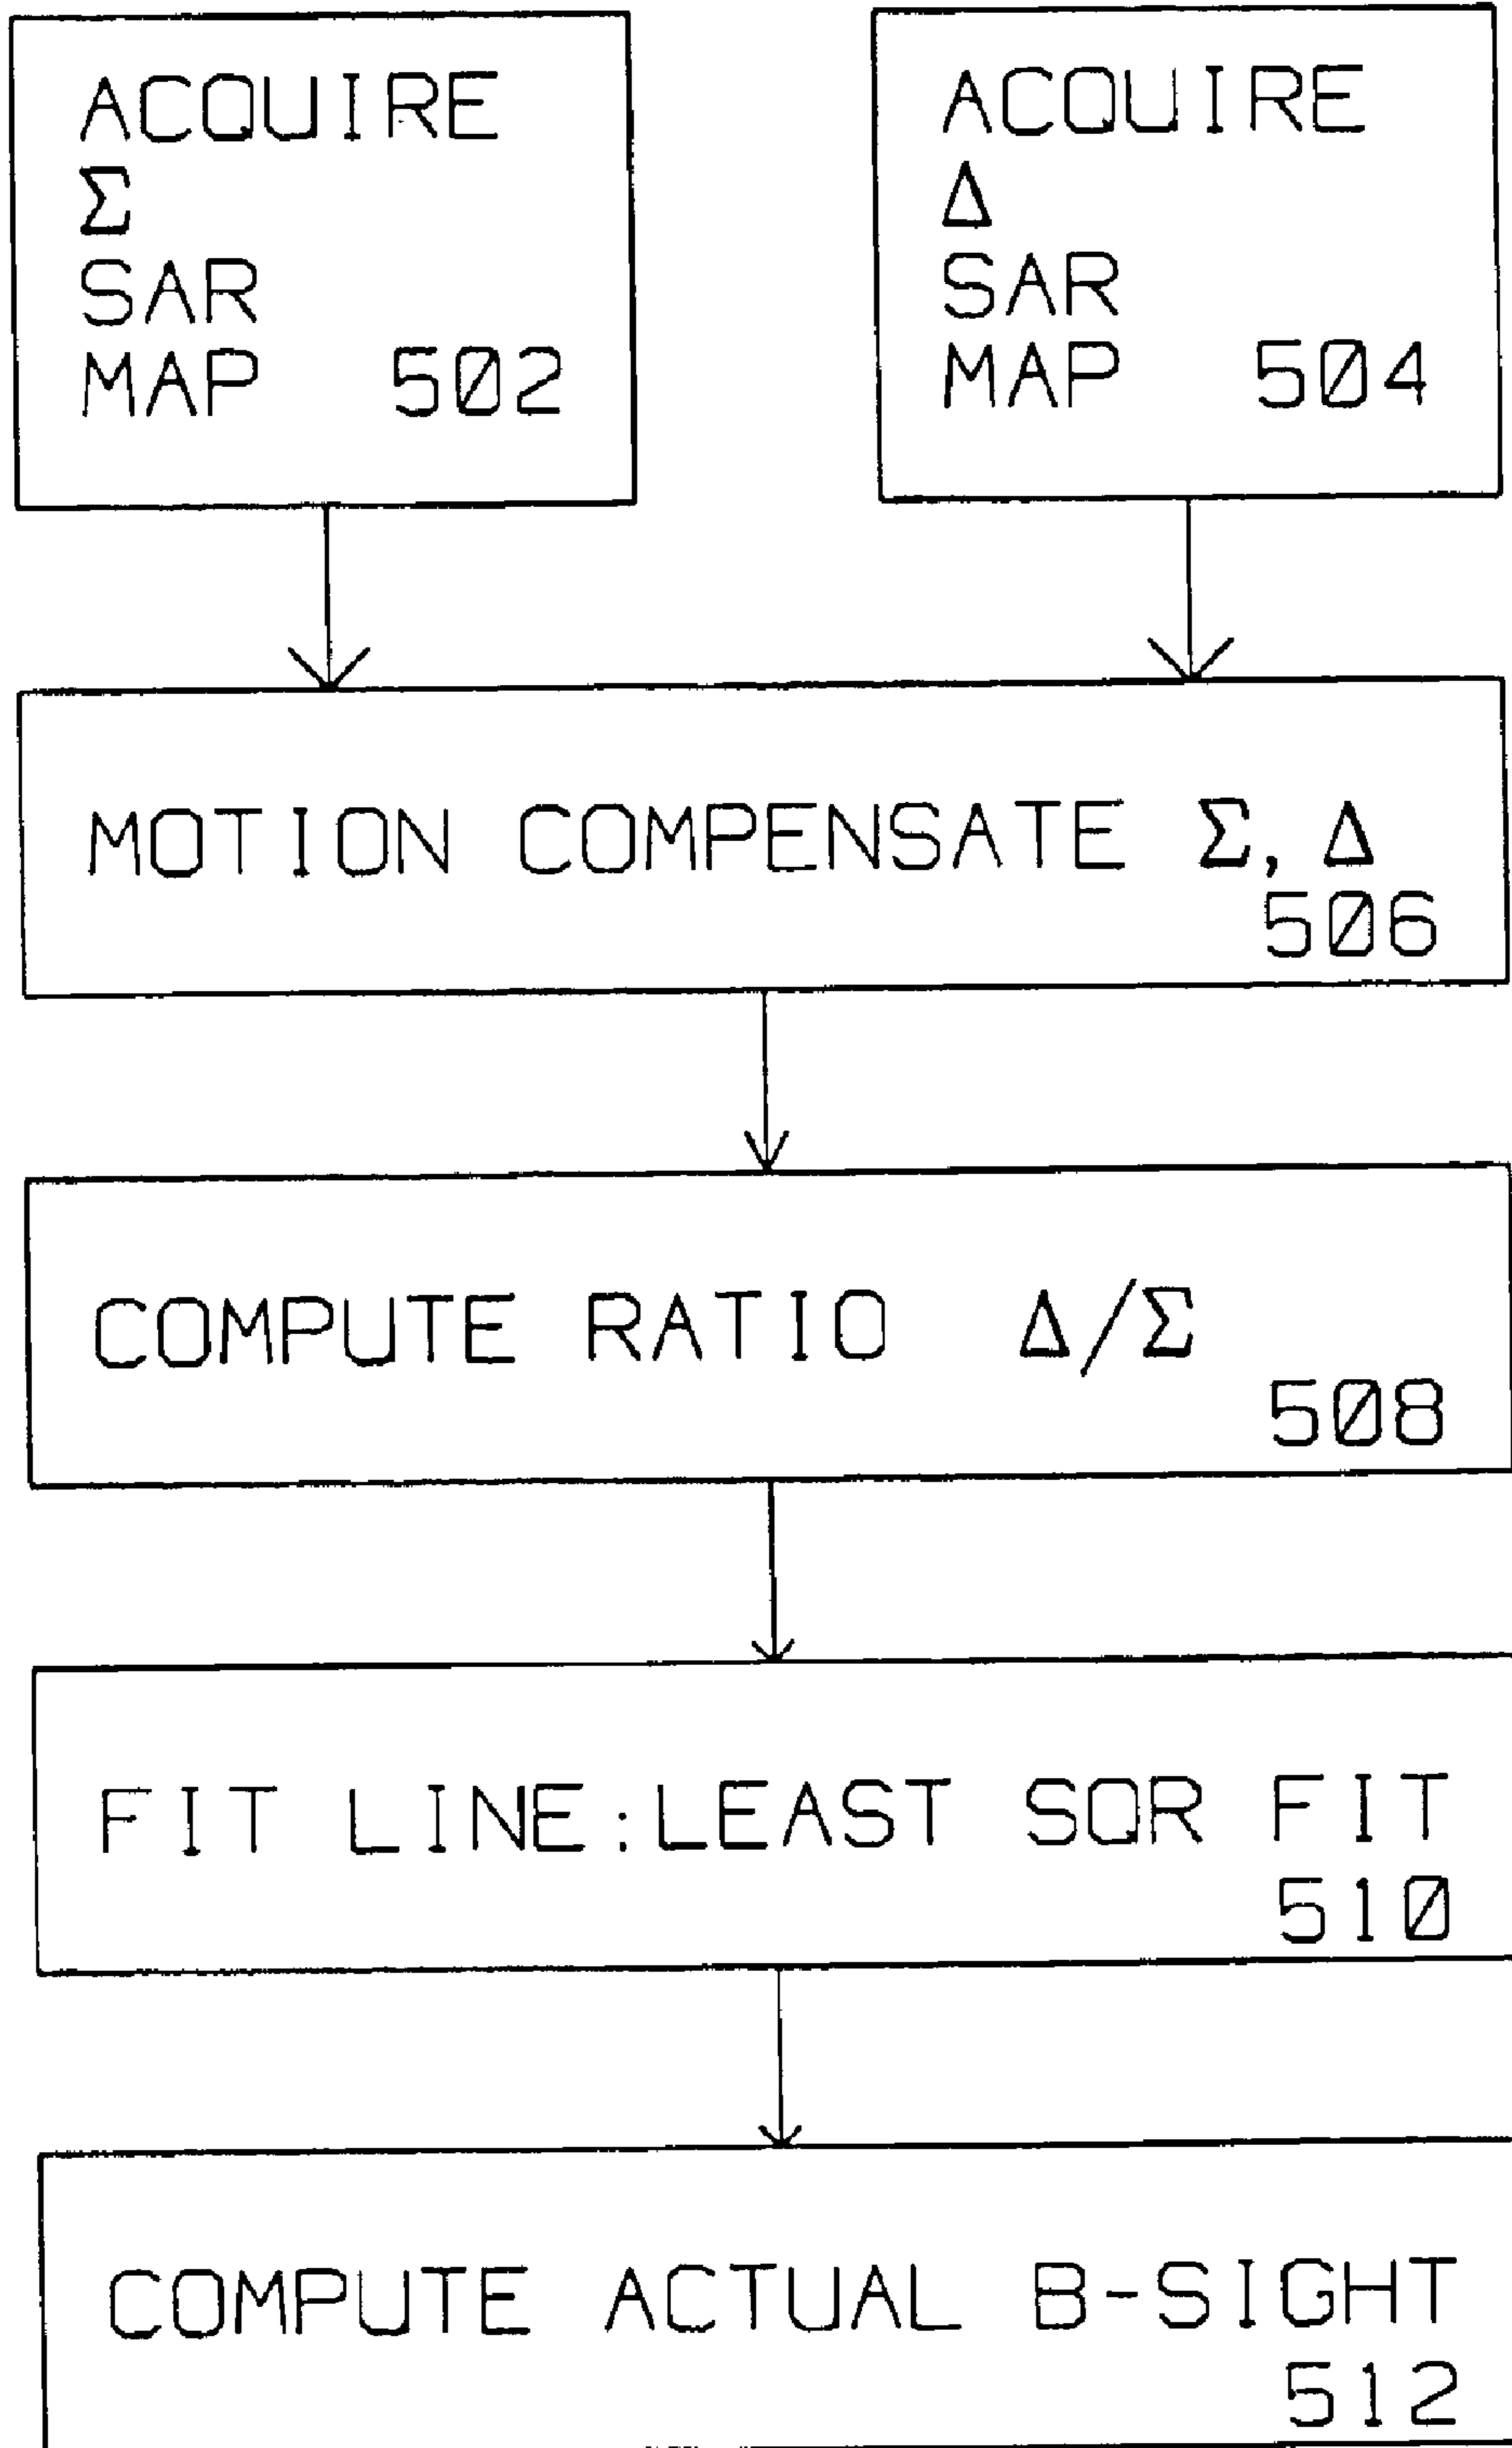 ACQUIRE
Σ
SAR
MAP 502
ACQUIRE
Δ
SAR
MAP 504
MOTION COMPENSATE Σ, Δ
506
COMPUTE RATIO Δ/Σ
508
FIT LINE:LEAST SQR FIT
510
COMPUTE ACTUAL B-SIGHT
512